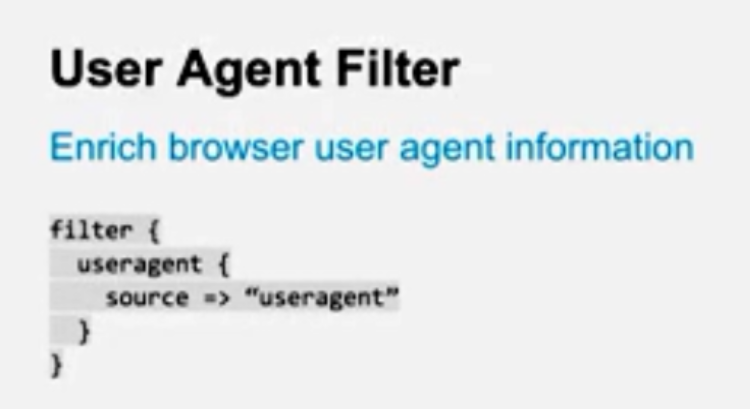 User Agent Filter
Enrich browser user agent information
filter {
useragent {
source => “useragent”
}
}